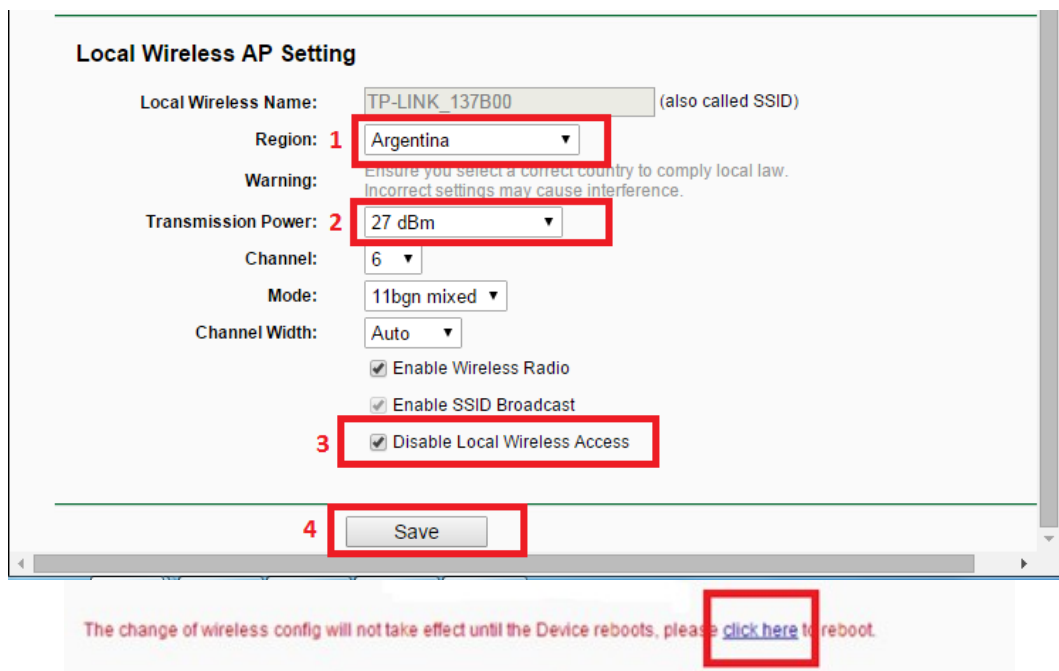 Local Wireless AP Setting
Local Wireless Name: TP-LINK_137B00 (also called SSID)
Region: 1 Argentina
Warning: Ensure you select a correct country to comply local law.
Incorrect settings may cause interference.
Transmission Power: 2 27 dBm
Channel: 6
Mode: 11bgn mixed
Channel Width: Auto
Enable Wireless Radio
Enable SSID Broadcast
3 Disable Local Wireless Access
4 Save
The change of wireless config will not take effect until the Device reboots, please click here to reboot.